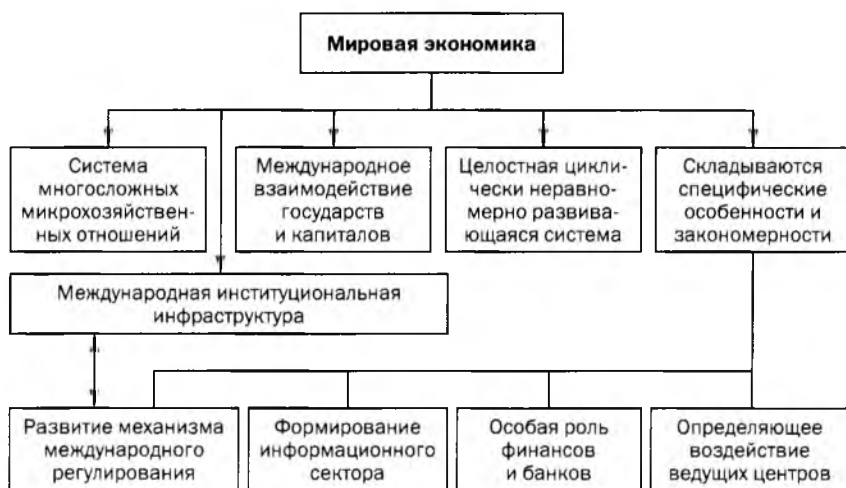 Мировая экономика
Система
многосложных
микрохозяйствен-
ных отношений
Международное
взаимодействие
государств
и капиталов
Целостная цикли-
чески неравно-
мерно развива-
ющаяся система
Складываются
специфические
особенности и
закономерности
Международная институциональная
инфраструктура
Развитие механизма
международного
регулирования
Формирование
информационного
сектора
Особая роль
финансов
и банков
Определяющее
воздействие
ведущих центров